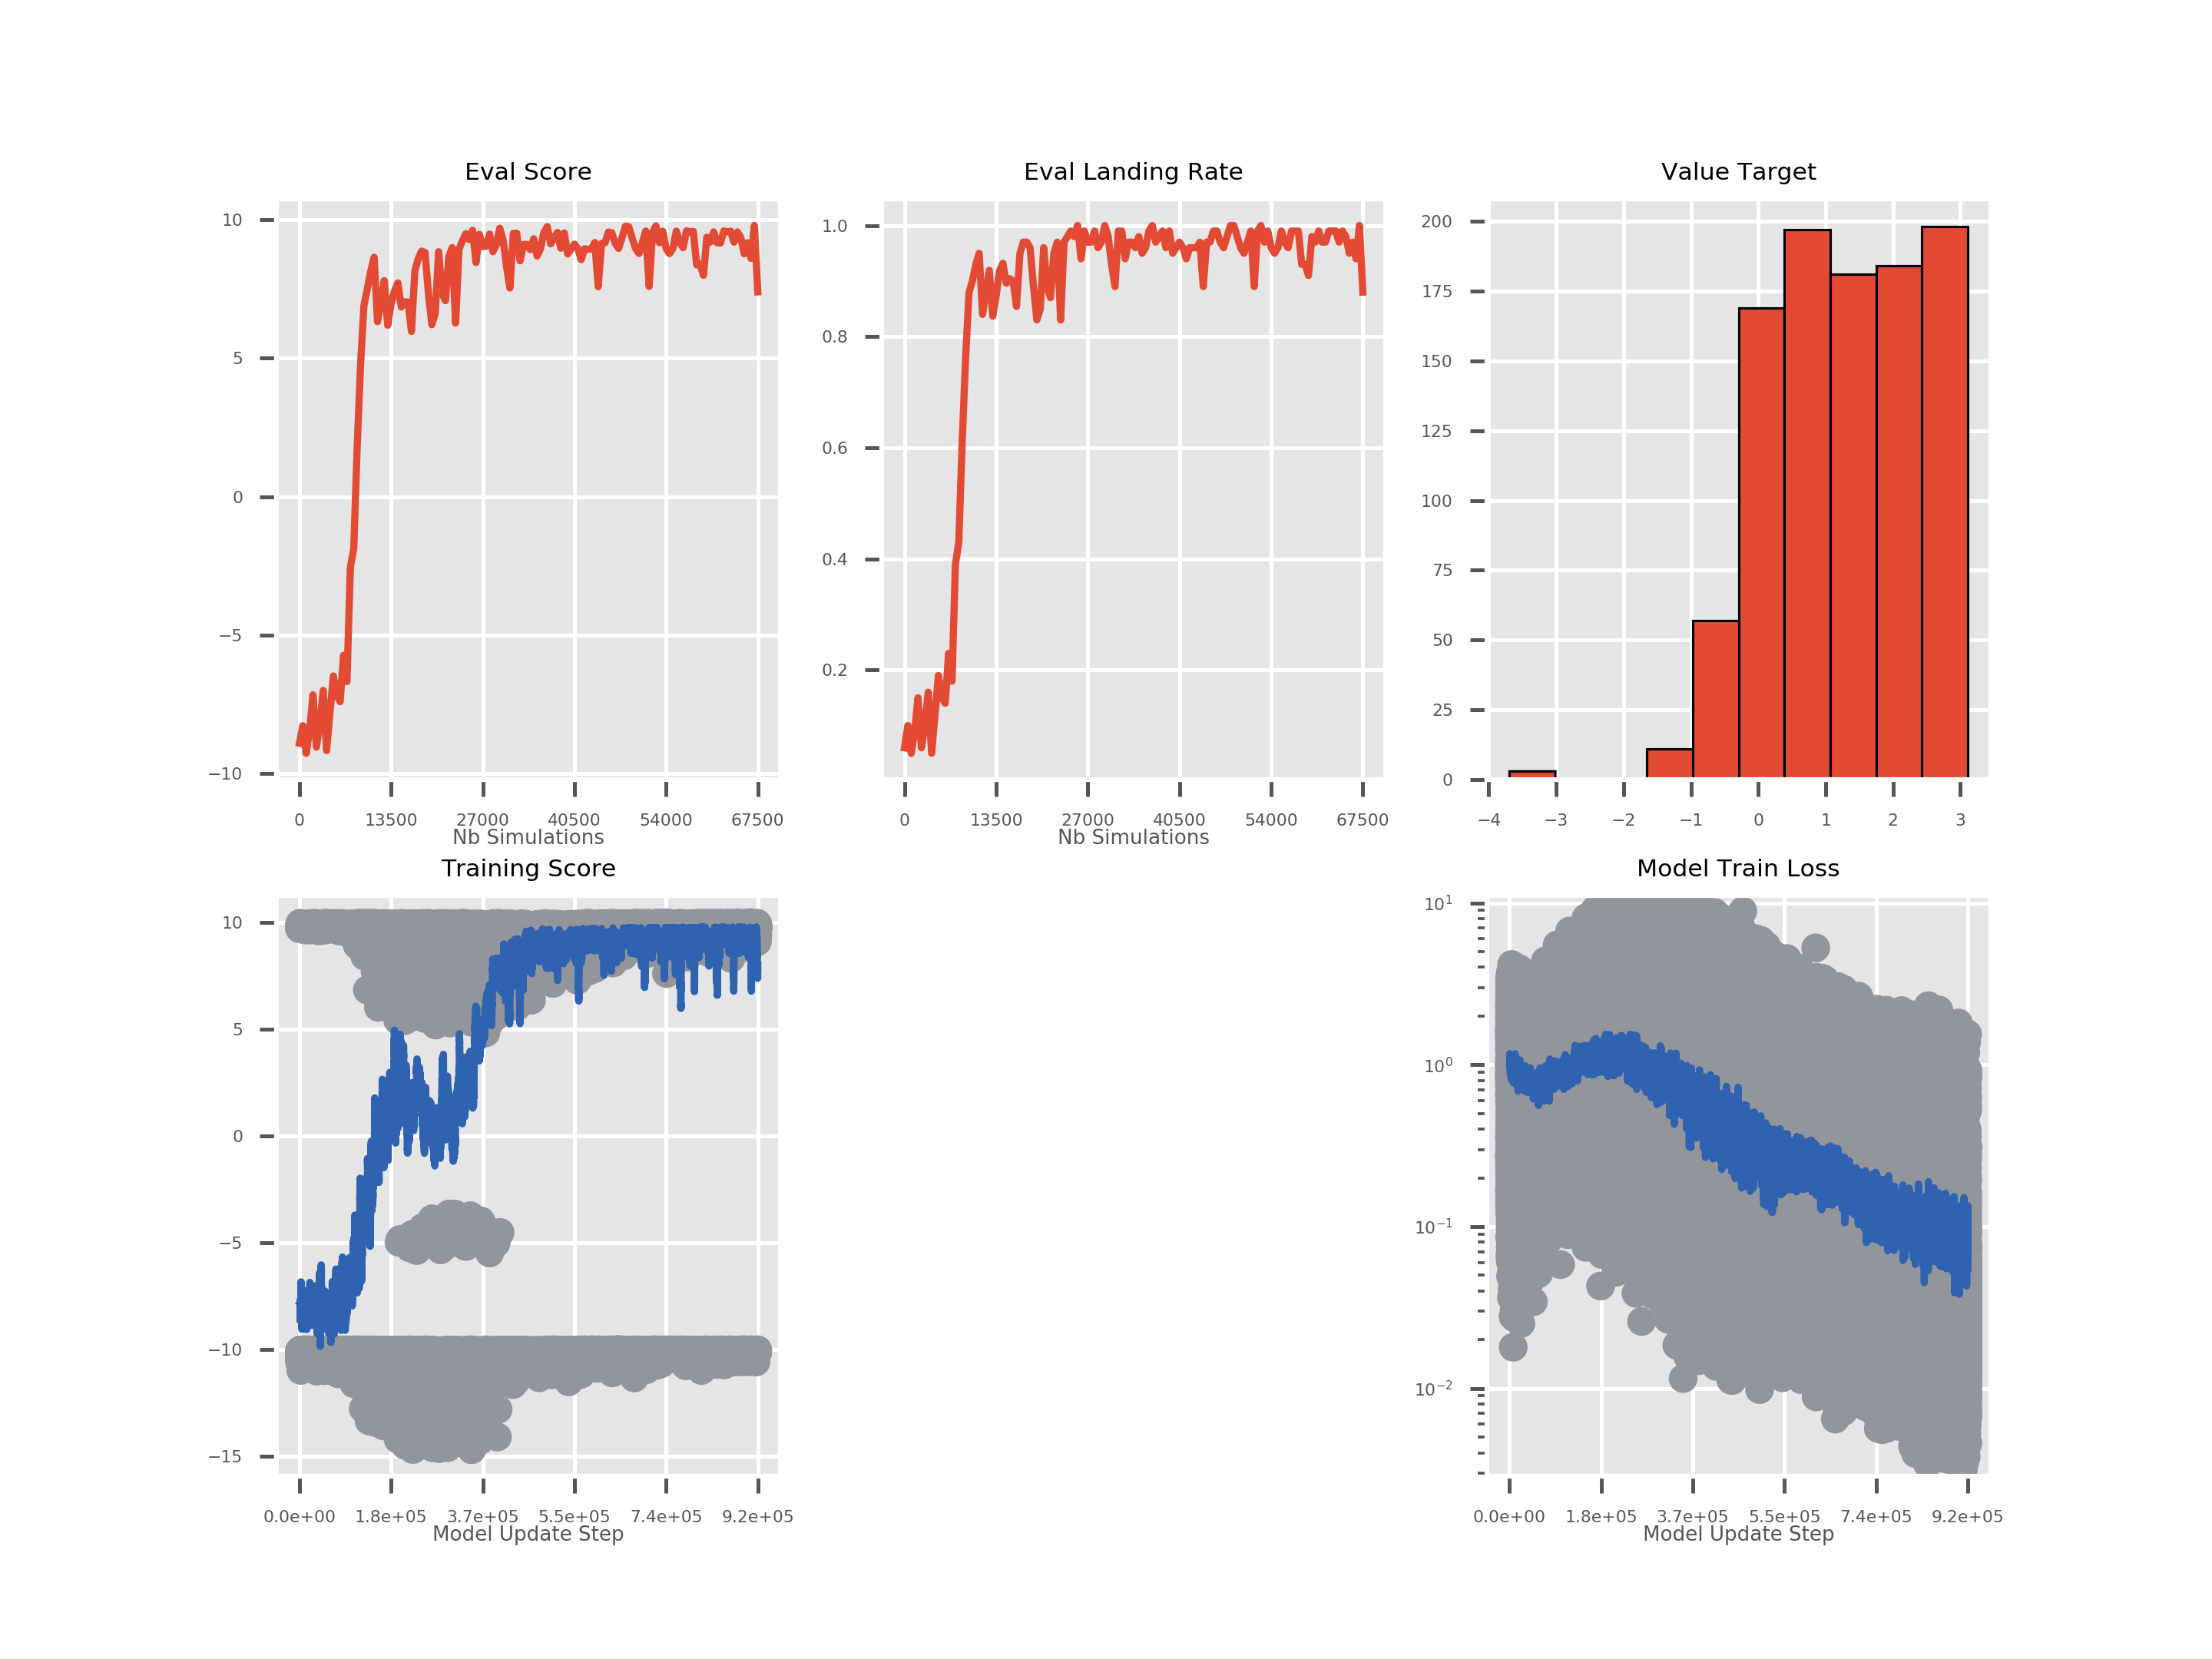 Eval Score
10
5
0
−5
−10
0 13500 27000 40500 54000 67500
Nb Simulations
Eval Landing Rate
1.0
0.8
0.6
0.4
0.2
0 13500 27000 40500 54000 67500
Nb Simulations
Value Target
200
175
150
125
100
75
50
25
0
−4 −3 −2 −1 0 1 2 3
Training Score
10
5
0
−5
−10
−15
0.0e+00 1.8e+05 3.7e+05 5.5e+05 7.4e+05 9.2e+05
Model Update Step
Model Train Loss
10¹
10⁰
10⁻¹
10⁻²
0.0e+00 1.8e+05 3.7e+05 5.5e+05 7.4e+05 9.2e+05
Model Update Step